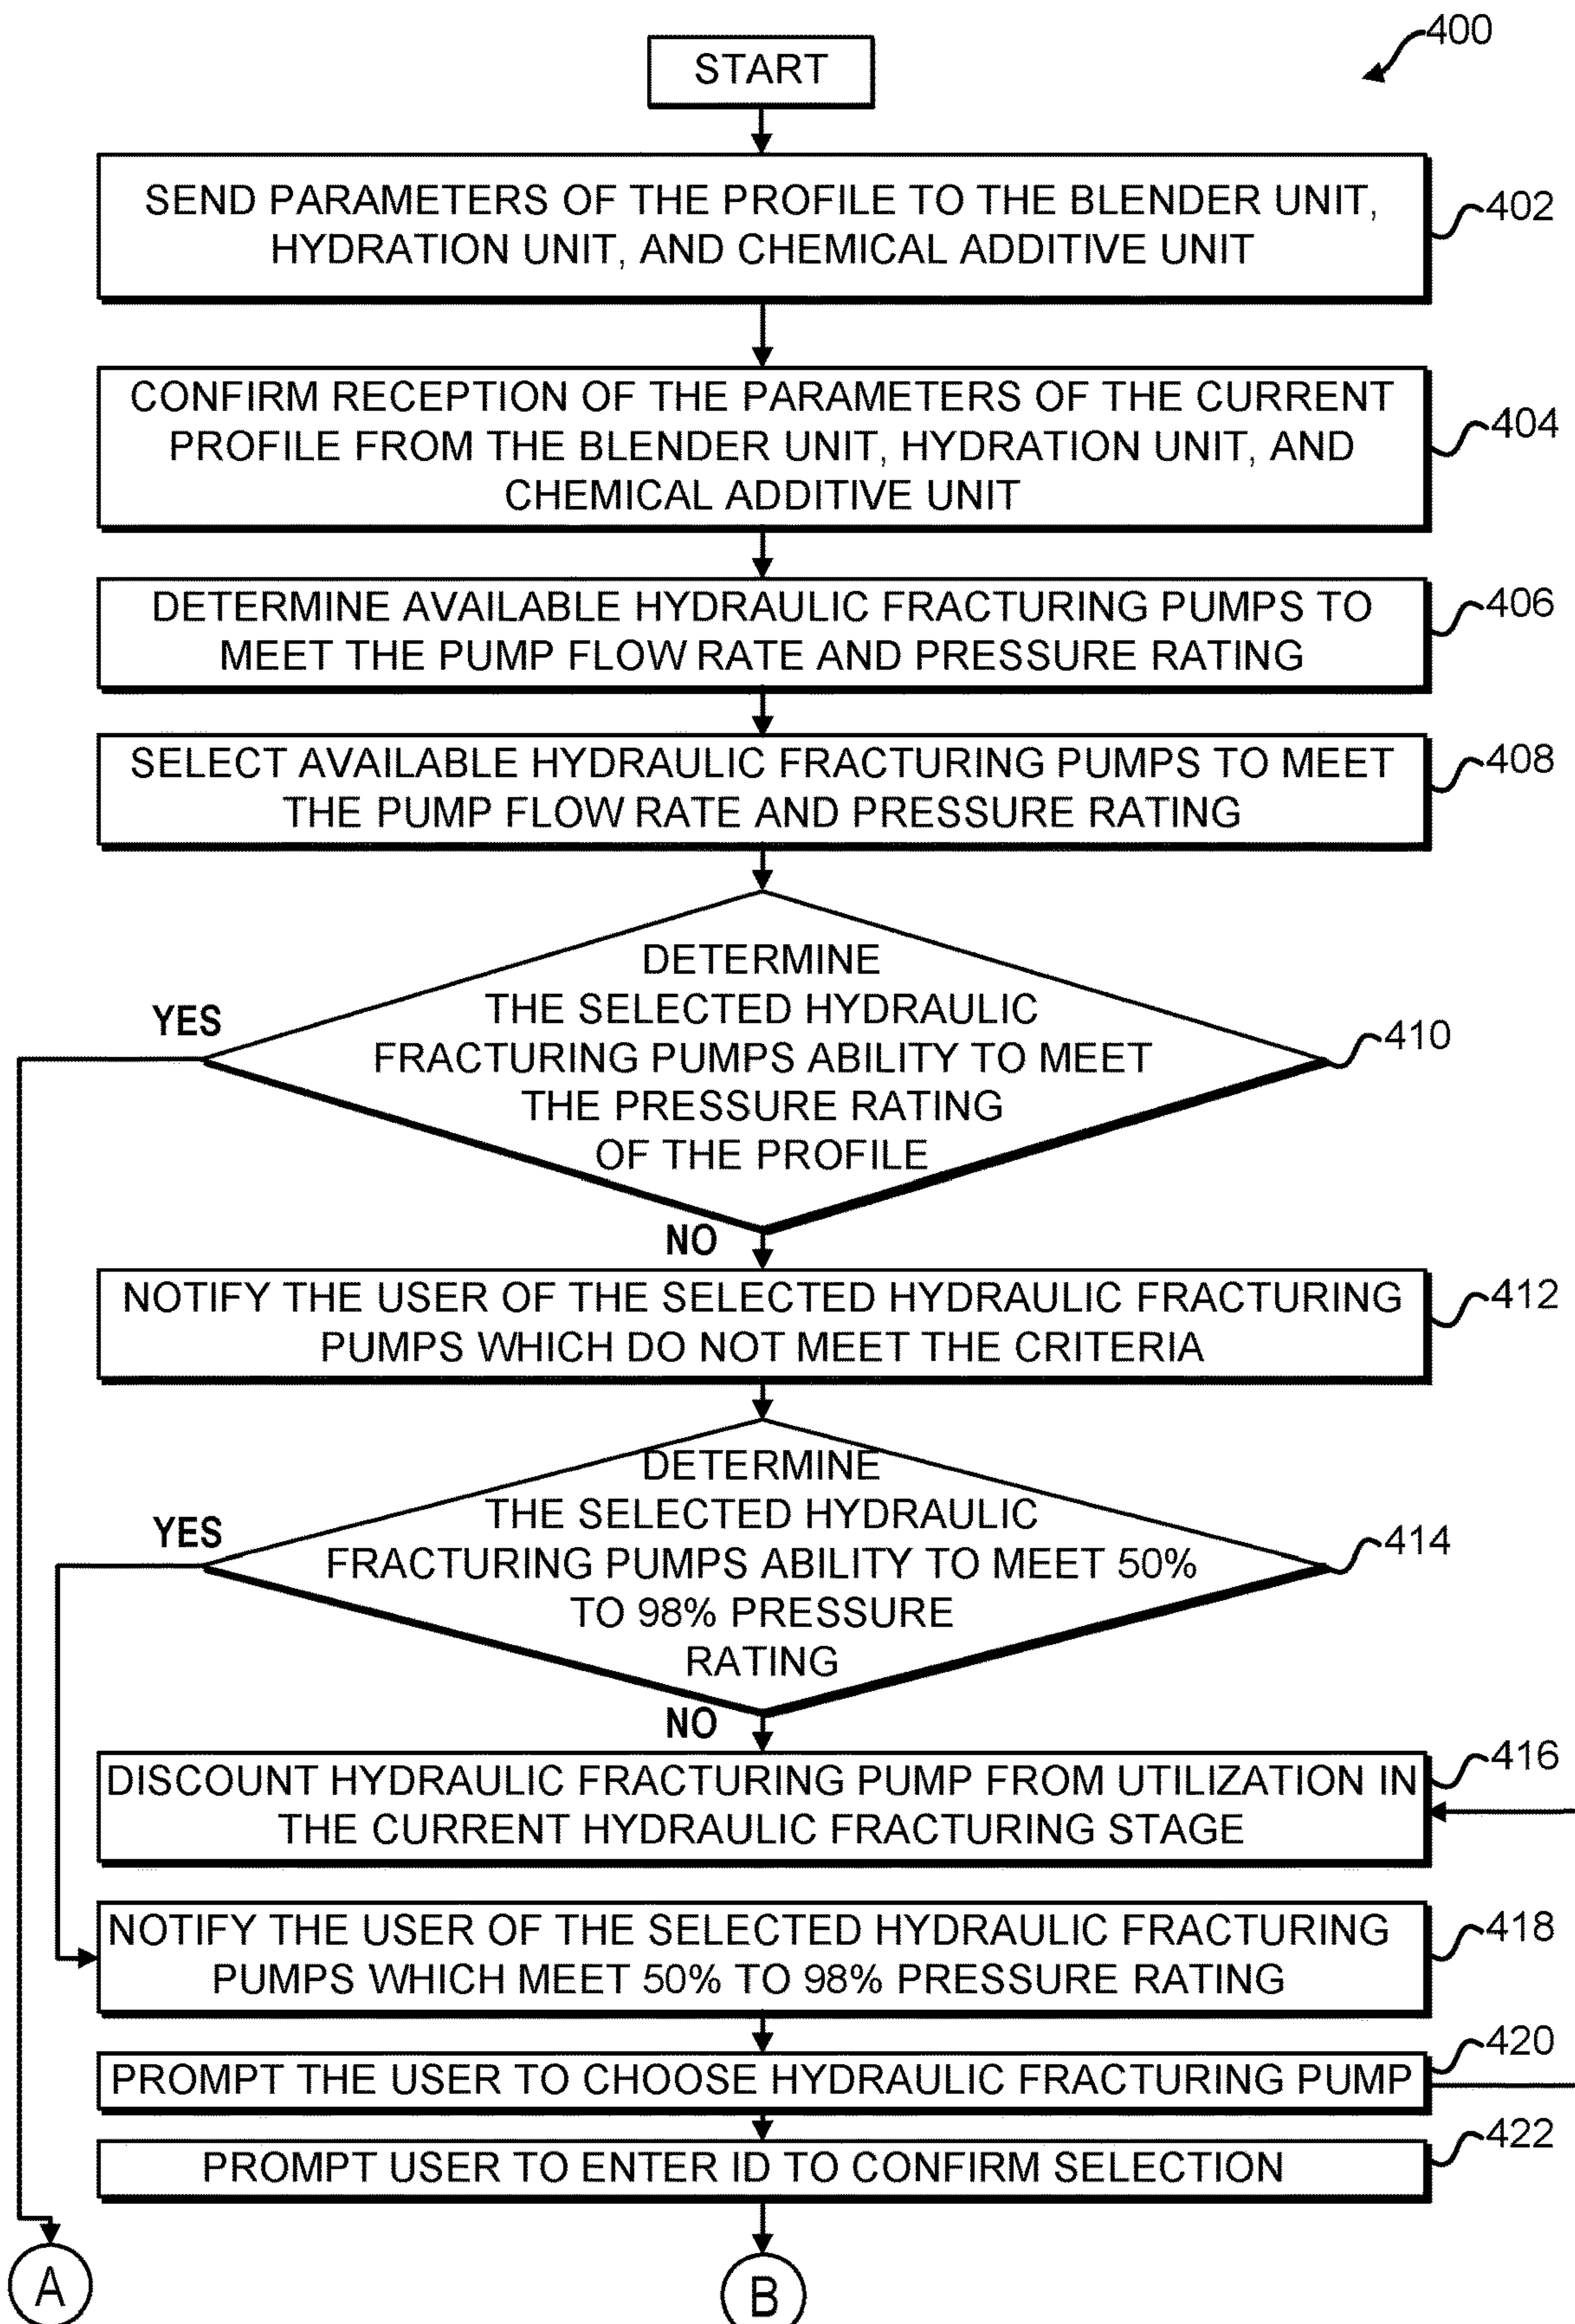 400
START
SEND PARAMETERS OF THE PROFILE TO THE BLENDER UNIT,
HYDRATION UNIT, AND CHEMICAL ADDITIVE UNIT
402
CONFIRM RECEPTION OF THE PARAMETERS OF THE CURRENT
PROFILE FROM THE BLENDER UNIT, HYDRATION UNIT, AND
CHEMICAL ADDITIVE UNIT
404
DETERMINE AVAILABLE HYDRAULIC FRACTURING PUMPS TO
MEET THE PUMP FLOW RATE AND PRESSURE RATING
406
SELECT AVAILABLE HYDRAULIC FRACTURING PUMPS TO MEET
THE PUMP FLOW RATE AND PRESSURE RATING
408
DETERMINE
THE SELECTED HYDRAULIC
FRACTURING PUMPS ABILITY TO MEET
THE PRESSURE RATING
OF THE PROFILE
410
YES
NO
NOTIFY THE USER OF THE SELECTED HYDRAULIC FRACTURING
PUMPS WHICH DO NOT MEET THE CRITERIA
412
DETERMINE
THE SELECTED HYDRAULIC
FRACTURING PUMPS ABILITY TO MEET 50%
TO 98% PRESSURE
RATING
414
YES
NO
DISCOUNT HYDRAULIC FRACTURING PUMP FROM UTILIZATION IN
THE CURRENT HYDRAULIC FRACTURING STAGE
416
NOTIFY THE USER OF THE SELECTED HYDRAULIC FRACTURING
PUMPS WHICH MEET 50% TO 98% PRESSURE RATING
418
PROMPT THE USER TO CHOOSE HYDRAULIC FRACTURING PUMP
420
PROMPT USER TO ENTER ID TO CONFIRM SELECTION
422
A
B